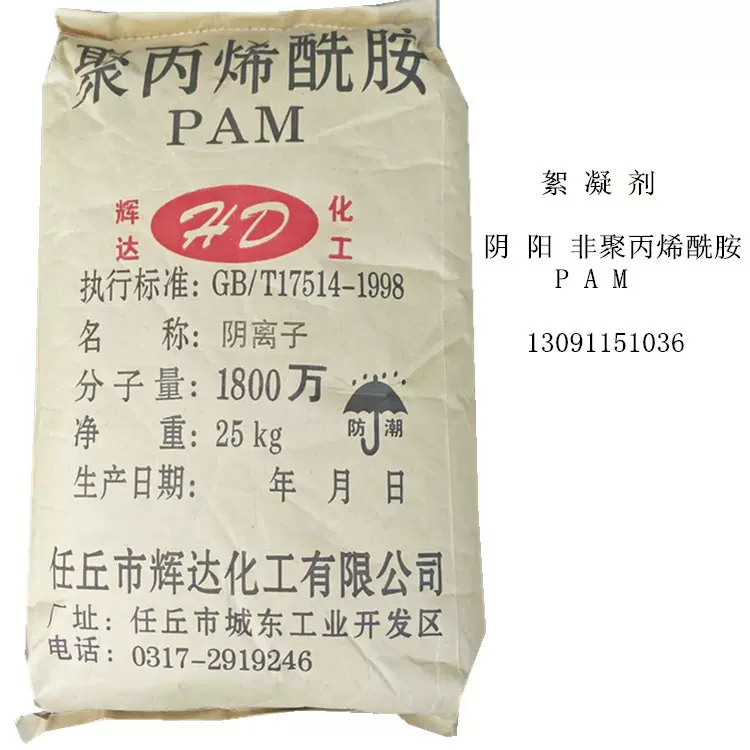 聚丙烯酰胺
PAM
辉达
HD
化工
执行标准: GB/T17514-1998
名 称: 阴离子
分子量: 1800万
净 重: 25kg
防潮
生产日期: 年 月 日
任丘市辉达化工有限公司
厂址: 任丘市城东工业开发区
电话: 0317-2919246
絮 凝 剂
阴 阳 非聚丙烯酰胺
P A M
13091151036